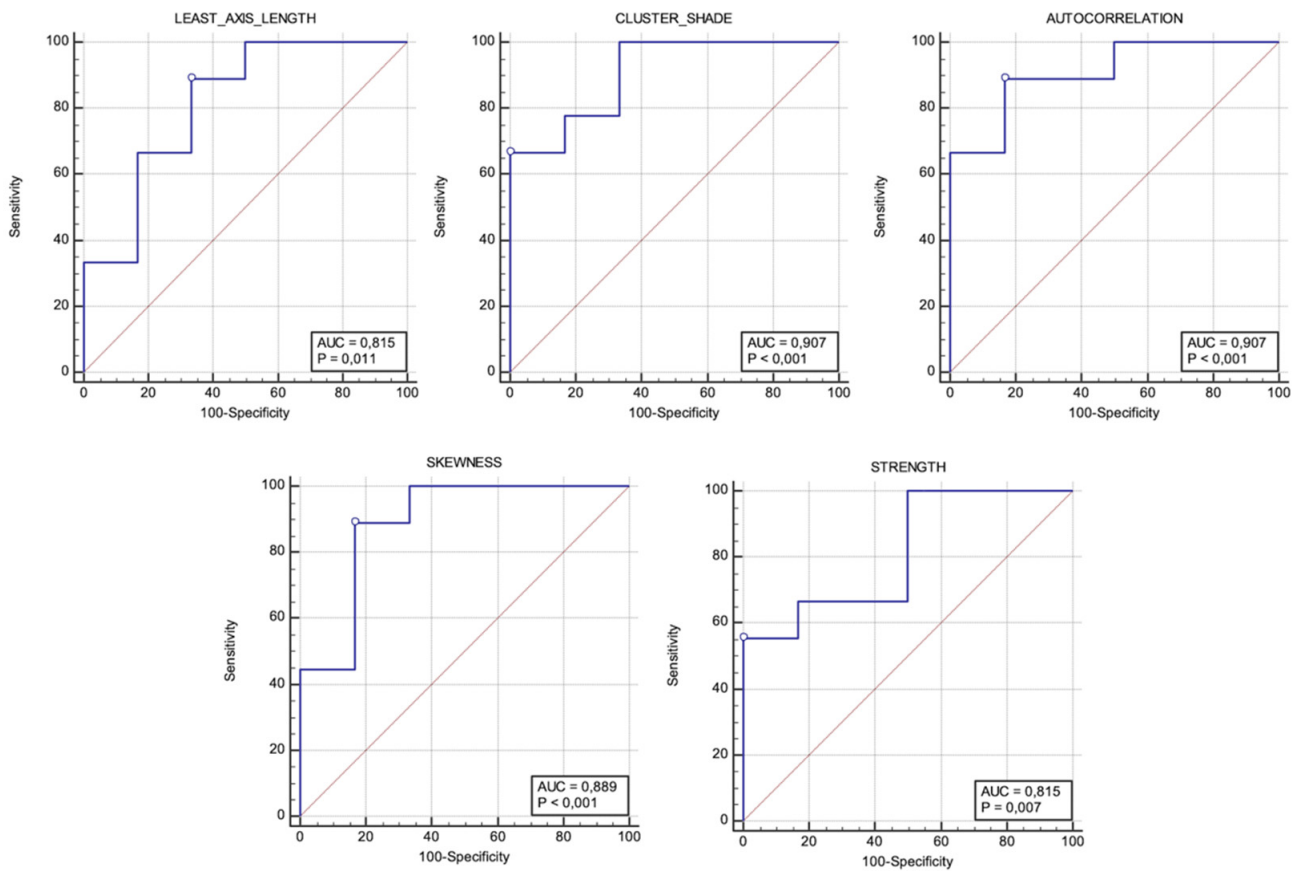 LEAST_AXIS_LENGTH
100
80
60
40
20
0
Sensitivity
AUC = 0,815
P = 0,011
0 20 40 60 80 100
100-Specificity
CLUSTER_SHADE
100
80
60
40
20
0
Sensitivity
AUC = 0,907
P < 0,001
0 20 40 60 80 100
100-Specificity
AUTOCORRELATION
100
80
60
40
20
0
Sensitivity
AUC = 0,907
P < 0,001
0 20 40 60 80 100
100-Specificity
SKEWNESS
100
80
60
40
20
0
Sensitivity
AUC = 0,889
P < 0,001
0 20 40 60 80 100
100-Specificity
STRENGTH
100
80
60
40
20
0
Sensitivity
AUC = 0,815
P = 0,007
0 20 40 60 80 100
100-Specificity